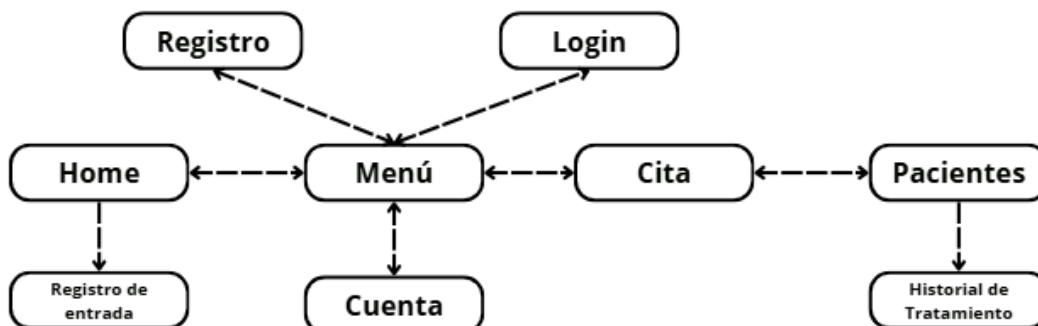 Registro
Login
Home
Menú
Cita
Pacientes
Registro de
entrada
Cuenta
Historial de
Tratamiento